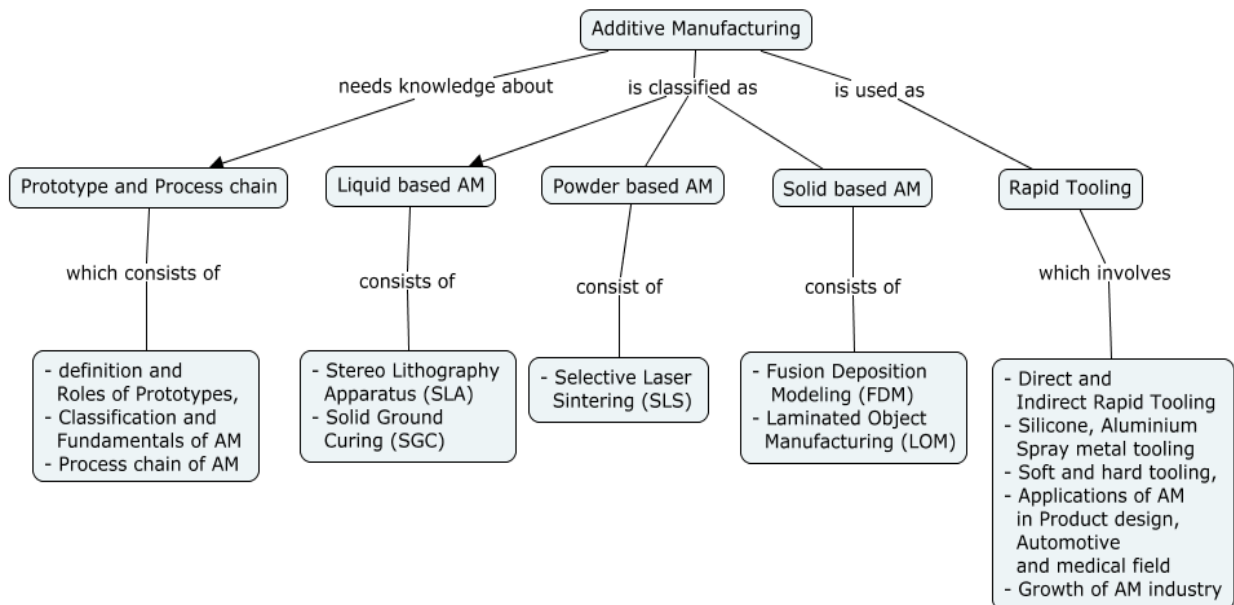 Additive Manufacturing
needs knowledge about
is classified as
is used as
Prototype and Process chain
Liquid based AM
Powder based AM
Solid based AM
Rapid Tooling
which consists of
consists of
consist of
consists of
which involves
- definition and
Roles of Prototypes,
- Classification and
Fundamentals of AM
- Process chain of AM
- Stereo Lithography
Apparatus (SLA)
- Solid Ground
Curing (SGC)
- Selective Laser
Sintering (SLS)
- Fusion Deposition
Modeling (FDM)
- Laminated Object
Manufacturing (LOM)
- Direct and
Indirect Rapid Tooling
- Silicone, Aluminium
Spray metal tooling
- Soft and hard tooling,
- Applications of AM
in Product design,
Automotive
and medical field
- Growth of AM industry